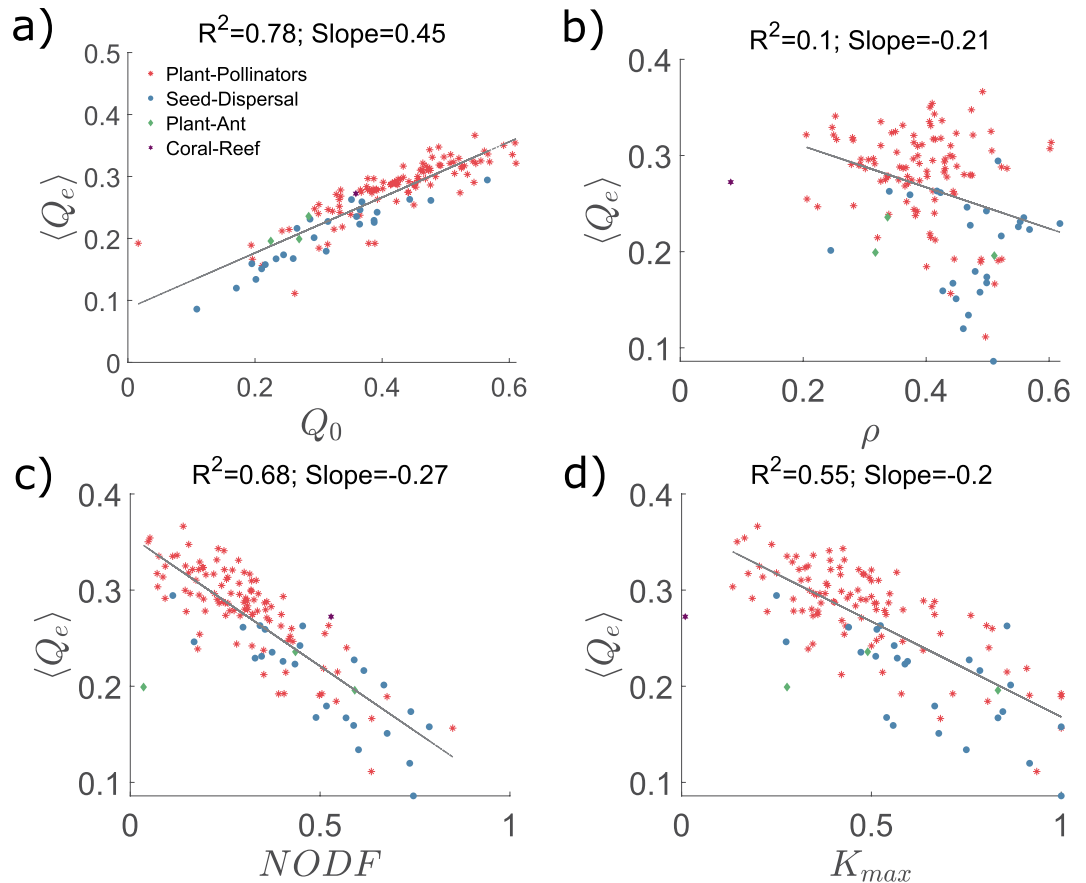 a)
R²=0.78; Slope=0.45
0.5
0.4
0.3
0.2
0.1
0
⟨Qₑ⟩
Plant-Pollinators
Seed-Dispersal
Plant-Ant
Coral-Reef
0 0.2 0.4 0.6
Q₀
b)
R²=0.1; Slope=-0.21
0.4
0.3
0.2
0.1
⟨Qₑ⟩
0 0.2 0.4 0.6
ρ
c)
R²=0.68; Slope=-0.27
0.4
0.3
0.2
0.1
⟨Qₑ⟩
0 0.5 1
NODF
d)
R²=0.55; Slope=-0.2
0.4
0.3
0.2
0.1
⟨Qₑ⟩
0 0.5 1
Kₘₐₓ